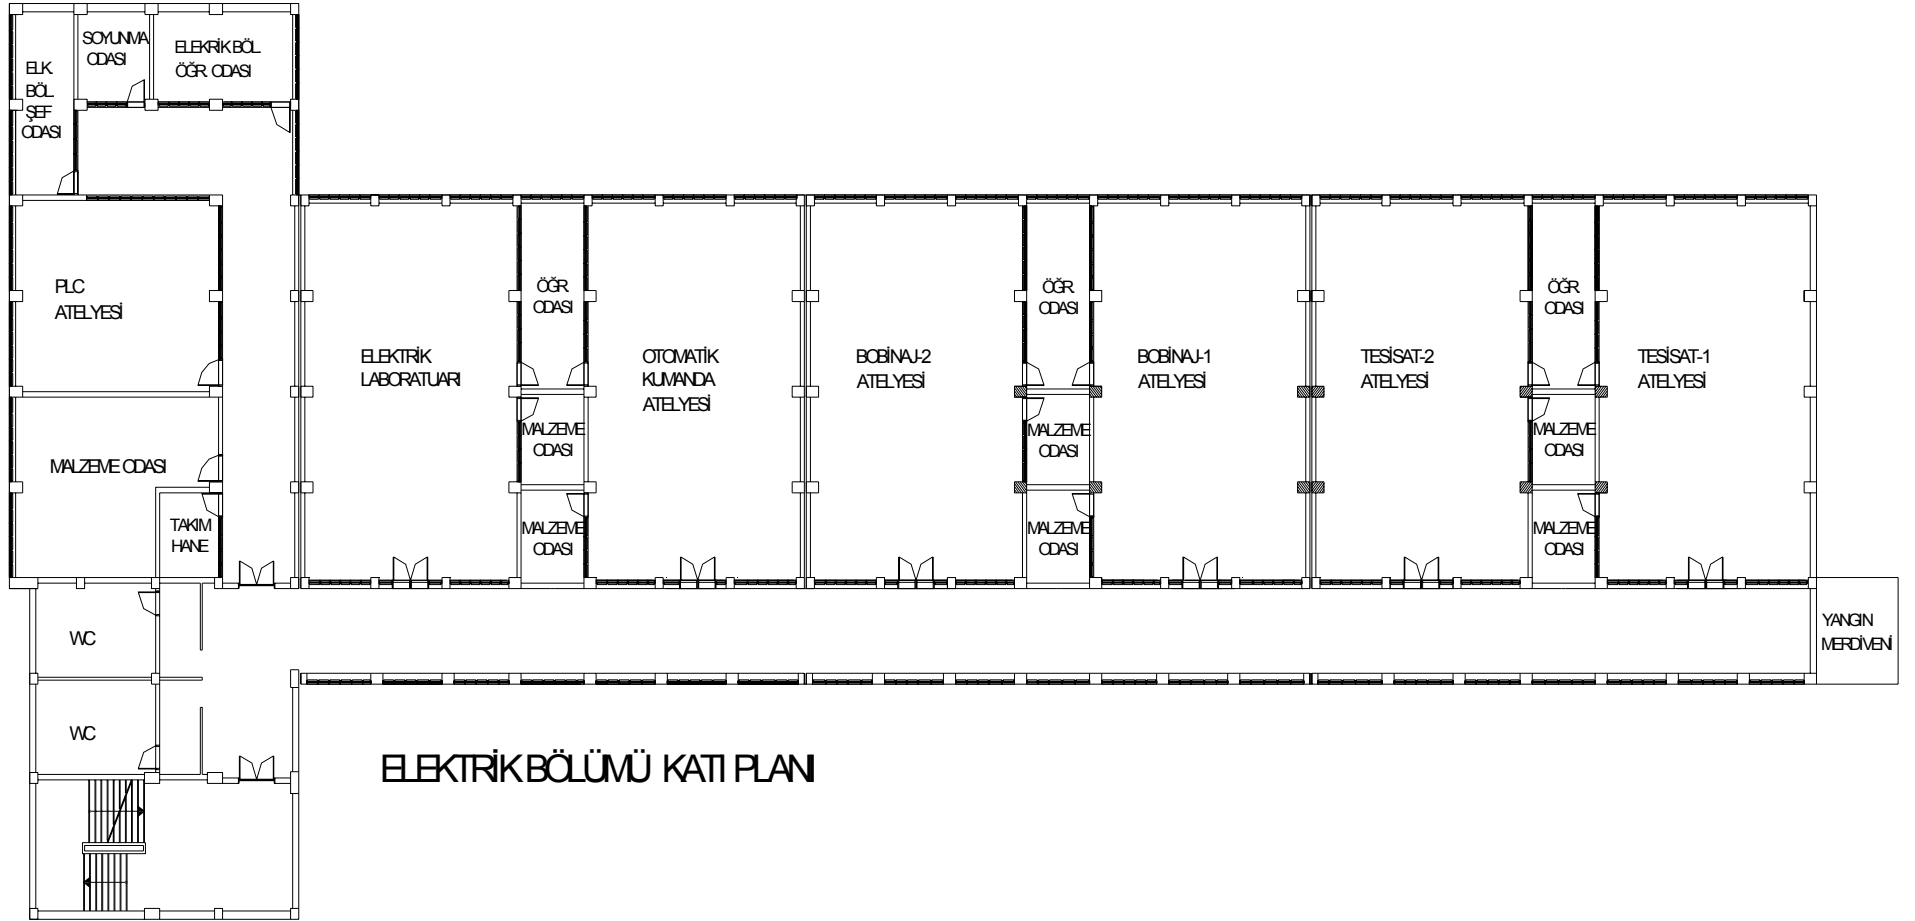 SOYUNMA
ODASI
ELEKRİK BÖL.
ÖĞR. ODASI
ELK.
BÖL.
ŞEF
ODASI
PLC
ATELYESİ
MALZEME ODASI
TAKIM
HANE
ELEKTRİK
LABORATUARI
ÖĞR.
ODASI
MALZEME
ODASI
MALZEME
ODASI
OTOMATİK
KUMANDA
ATELYESİ
BOBİNAJ-2
ATELYESİ
ÖĞR.
ODASI
MALZEME
ODASI
MALZEME
ODASI
BOBİNAJ-1
ATELYESİ
TESİSAT-2
ATELYESİ
ÖĞR.
ODASI
MALZEME
ODASI
MALZEME
ODASI
TESİSAT-1
ATELYESİ
WC
WC
YANGIN
MERDİVENİ
ELEKTRİK BÖLÜMÜ KATI PLANI